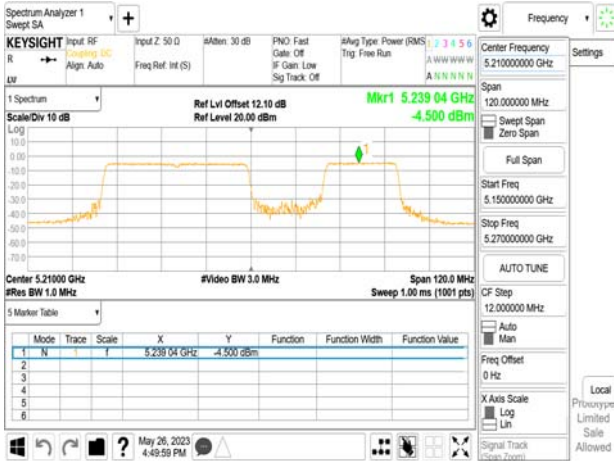 Spectrum Analyzer 1
Swept SA
+
Frequency
KEYSIGHT
Input: RF
Coupling: DC
Align: Auto
Input Z: 50 Ω
Freq Ref: Int (S)
#Atten: 30 dB
PNO: Fast
Gate: Off
IF Gain: Low
Sig Track: Off
#Avg Type: Power (RMS
Trig: Free Run
1 2 3 4 5 6
A W W W W W
A N N N N N
R
LW
Center Frequency
5.210000000 GHz
Settings
1 Spectrum
Scale/Div 10 dB
Ref Lvl Offset 12.10 dB
Ref Level 20.00 dBm
Mkr1 5.239 04 GHz
-4.500 dBm
Span
120.000000 MHz
Swept Span
Zero Span
Full Span
Start Freq
5.150000000 GHz
Stop Freq
5.270000000 GHz
AUTO TUNE
CF Step
12.000000 MHz
Auto
Man
Freq Offset
0 Hz
X Axis Scale
Log
Lin
Signal Track
(Span Zoom)
Local
Prototype
Limited
Sale
Allowed
Log
10.0
0.00
-10.0
-20.0
-30.0
-40.0
-50.0
-60.0
-70.0
1
Center 5.21000 GHz
#Res BW 1.0 MHz
#Video BW 3.0 MHz
Span 120.0 MHz
Sweep 1.00 ms (1001 pts)
5 Marker Table
Mode Trace Scale X Y Function Function Width Function Value
1 N 1 f 5.239 04 GHz -4.500 dBm
2
3
4
5
6
?
May 26, 2023
4:49:59 PM